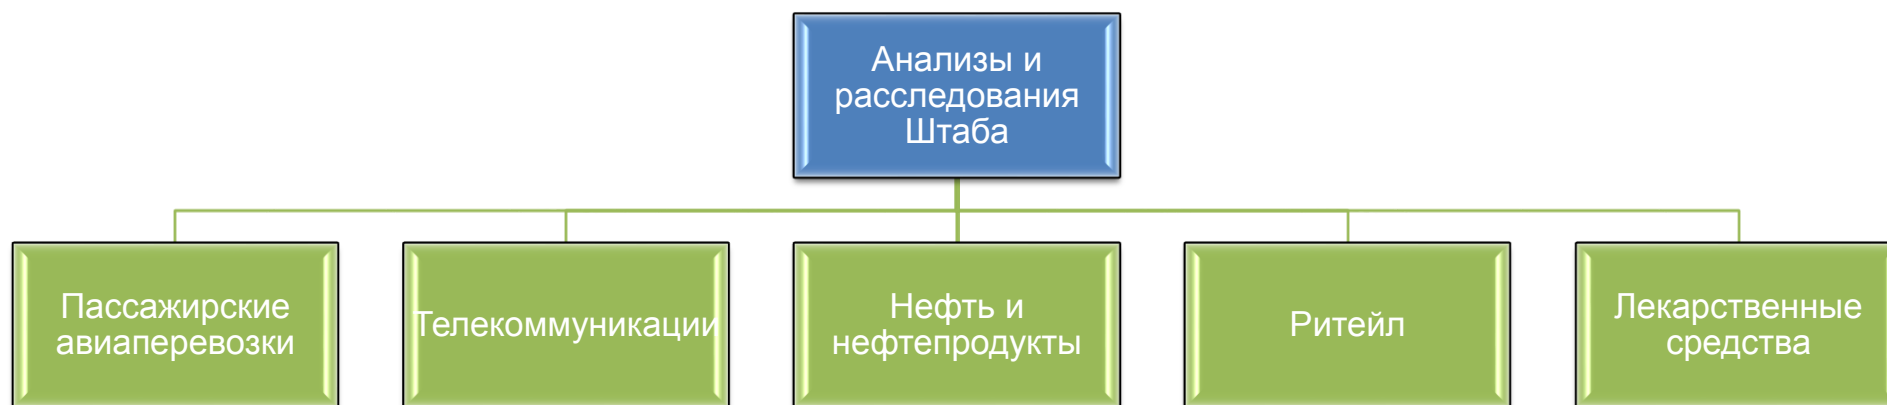 Анализы и
расследования
Штаба
Пассажирские
авиаперевозки
Телекоммуникации
Нефть и
нефтепродукты
Ритейл
Лекарственные
средства